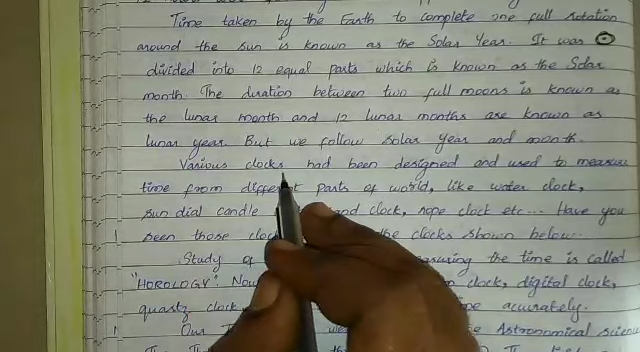 Time taken by the Earth to complete one full rotation
around the sun is known as the Solar Year. It was
divided into 12 equal parts which is known as the Solar
month. The duration between two full moons is known as
the lunar month and 12 lunar months are known as
lunar year. But we follow solar year and month.
Various clocks had been designed and used to measure
time from different parts of world, like water clock,
sun dial candle and clock, rope clock etc... Have you
seen those the clocks shown below.
Study of the time is called
"HOROLOGY". clock, digital clock,
quartz clock accurately.
Our Astronomical science